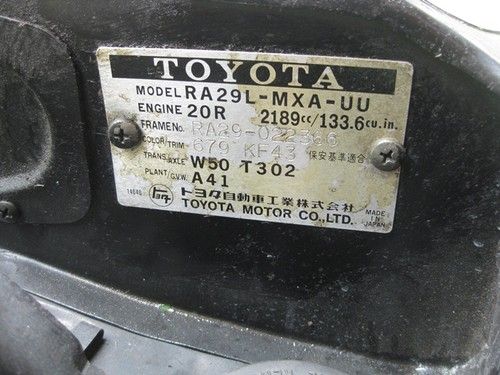 TOYOTA
MODEL RA29L-MXA-UU
ENGINE 20R 2189cc/133.6cu.in.
FRAME No. RA29-022366
COLOR/TRIM 679 KF43 保安基準適合
TRANS./AXLE W50 T302
PLANT/G.V.W. A41
14846 トヨタ自動車工業株式会社
TOYOTA MOTOR CO.,LTD. MADE IN JAPAN